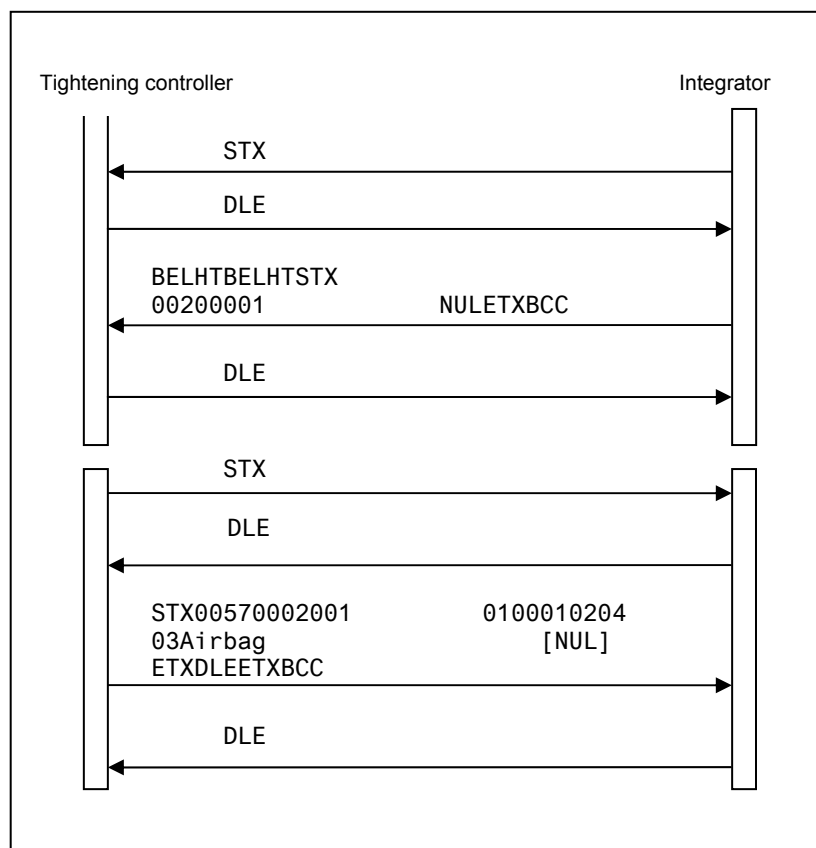 Tightening controller Integrator
STX
DLE
BELHTBELHTSTX
00200001 NULETXBCC
DLE
STX
DLE
STX00570002001 0100010204
03Airbag [NUL]
ETXDLEETXBCC
DLE